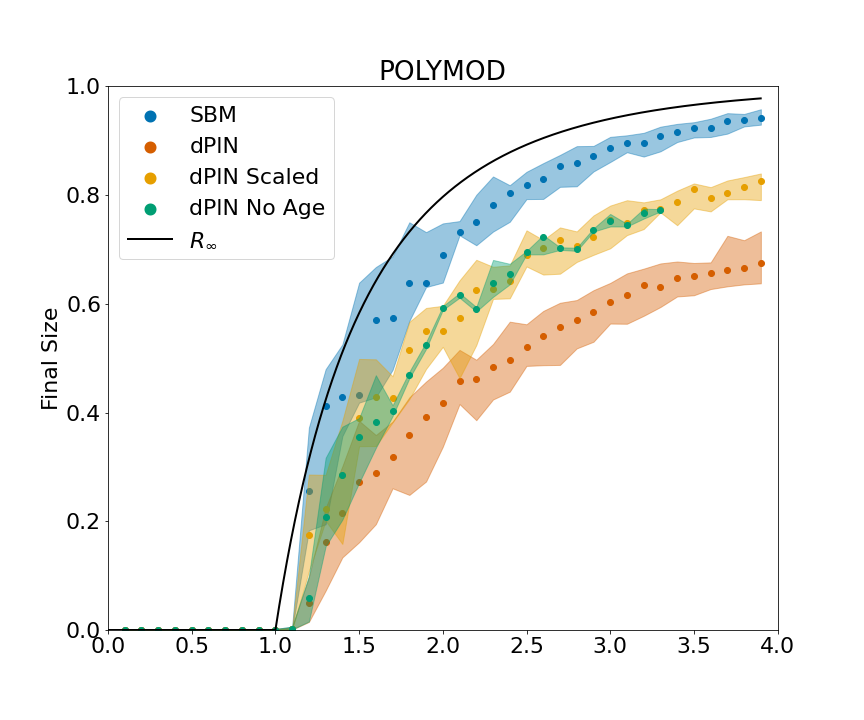 POLYMOD
SBM
dPIN
dPIN Scaled
dPIN No Age
R∞
Final Size
1.0
0.8
0.6
0.4
0.2
0.0
0.0 0.5 1.0 1.5 2.0 2.5 3.0 3.5 4.0